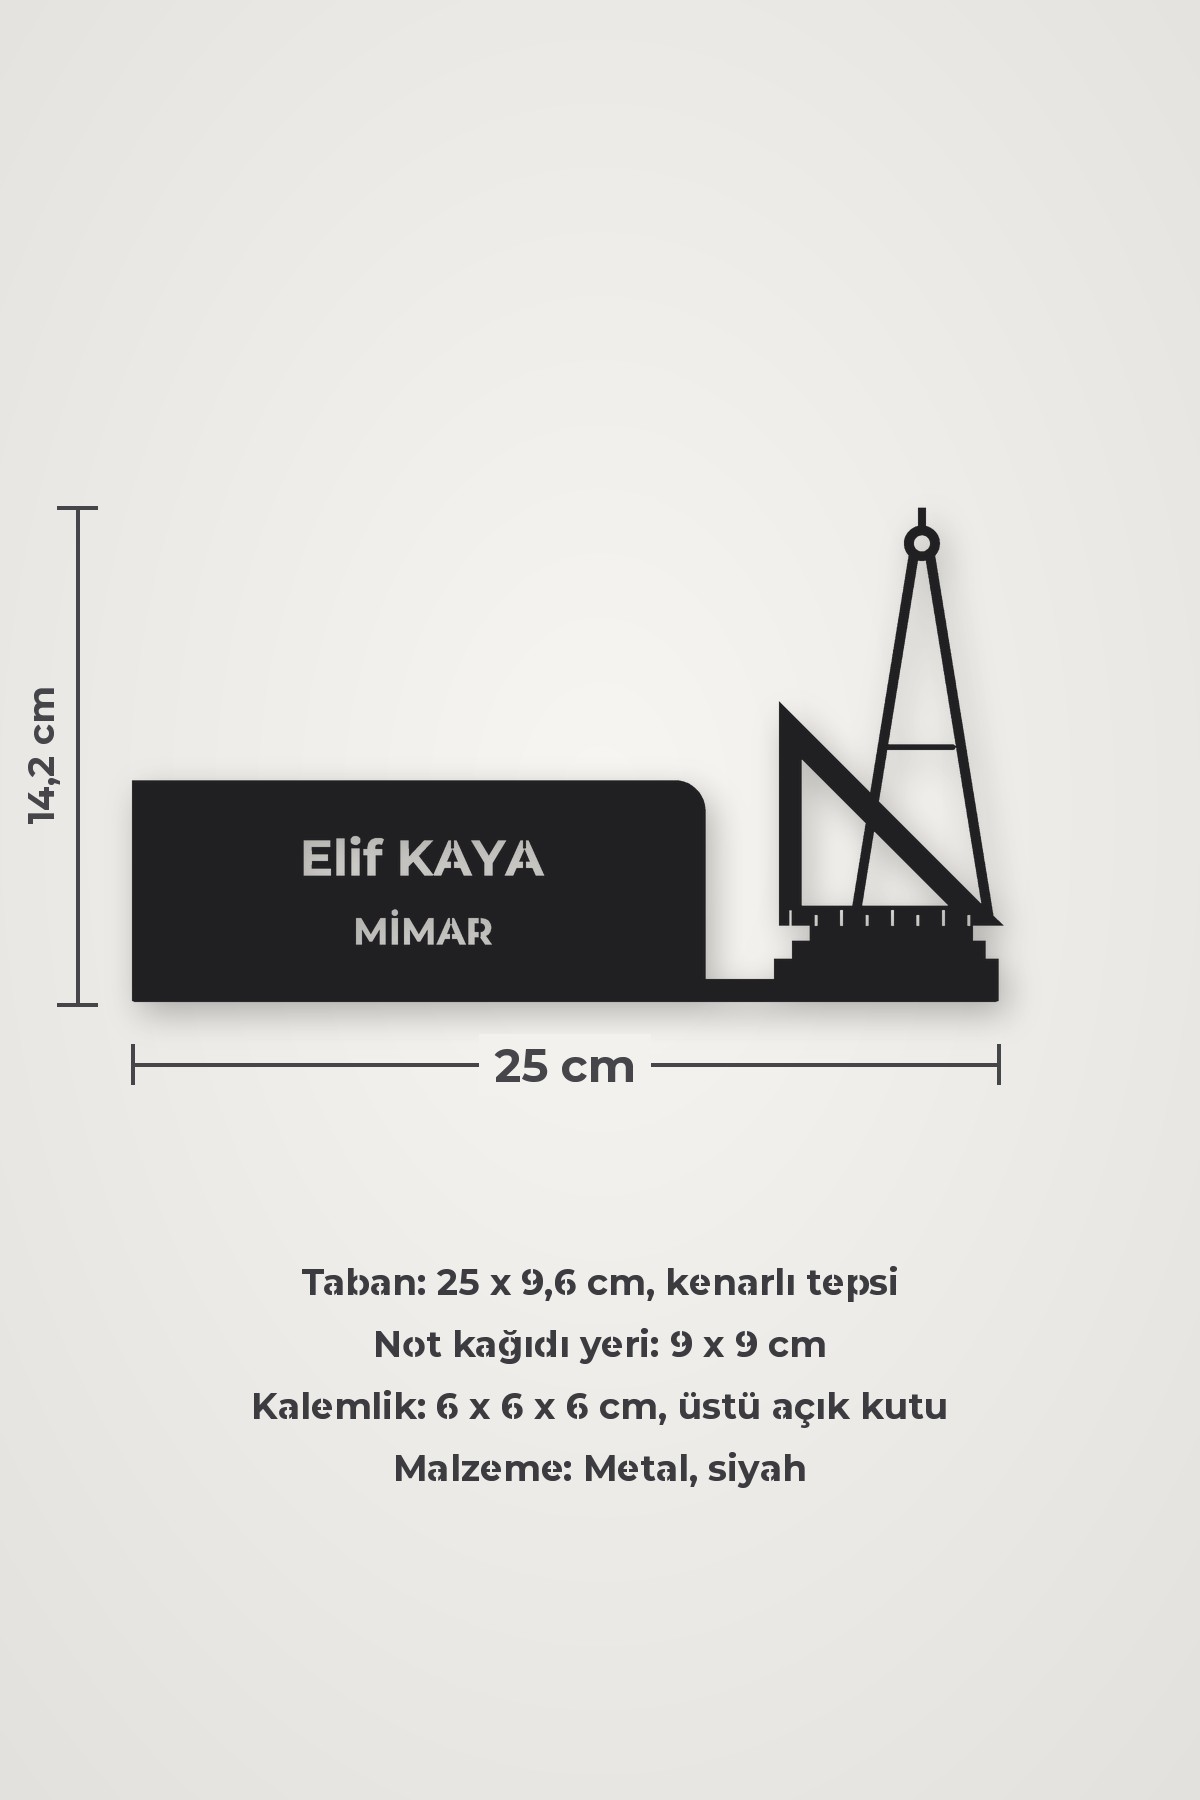 14,2 cm
Elif KAYA
MİMAR
25 cm
Taban: 25 x 9,6 cm, kenarlı tepsi
Not kağıdı yeri: 9 x 9 cm
Kalemlik: 6 x 6 x 6 cm, üstü açık kutu
Malzeme: Metal, siyah